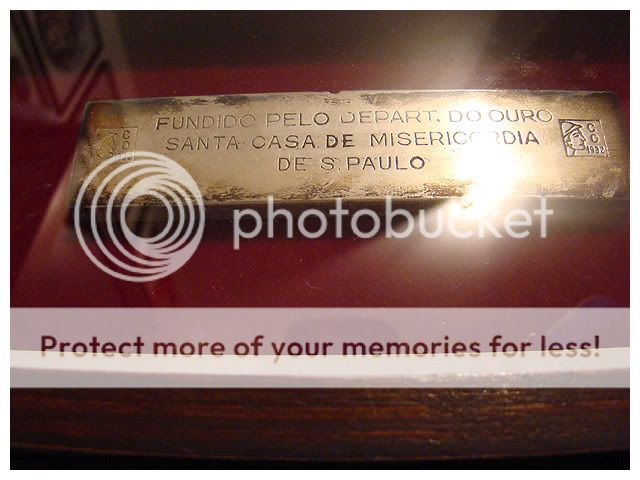 FUNDIDO PELO DEPART. DO OURO
SANTA CASA DE MISERICORDIA
DE S. PAULO
C
O
C
O
1932
photobucket
Protect more of your memories for less!